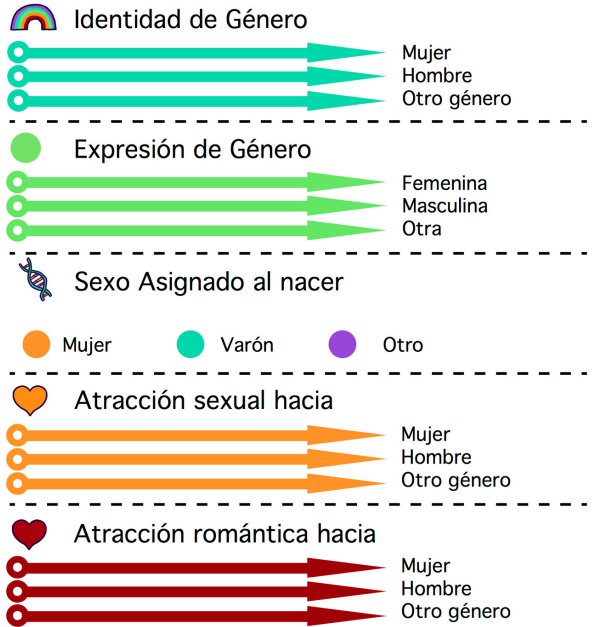 Identidad de Género
Mujer
Hombre
Otro género
Expresión de Género
Femenina
Masculina
Otra
Sexo Asignado al nacer
Mujer Varón Otro
Atracción sexual hacia
Mujer
Hombre
Otro género
Atracción romántica hacia
Mujer
Hombre
Otro género